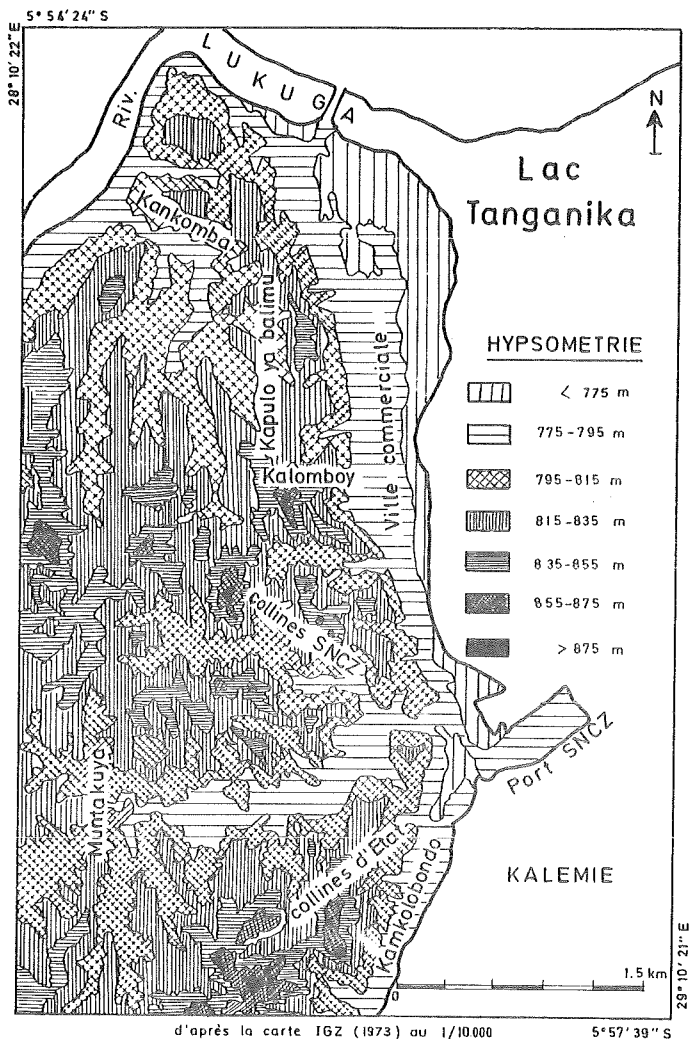 5° 54' 24" S
28° 10' 22" E
LUKUGA
Riv.
N
Lac
Tanganika
Kankomba
Kapulo ya balimu
Ville commerciale
HYPSOMETRIE
< 775 m
775-795 m
795-815 m
815-835 m
835-855 m
855-875 m
> 875 m
Kalomboy
collines SNCZ
Port SNCZ
Muntakuya
collines d'Etat
Kamkolobondo
KALEMIE
0
1.5 km
29° 10' 21" E
d'après la carte IGZ (1973) au 1/10.000
5° 57' 39" S